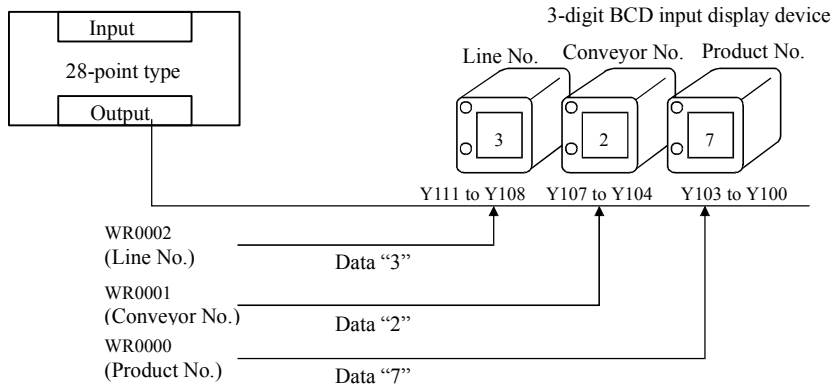 3-digit BCD input display device
Input
28-point type
Output
Line No. Conveyor No. Product No.
3 2 7
Y111 to Y108 Y107 to Y104 Y103 to Y100
WR0002
(Line No.)
Data “3”
WR0001
(Conveyor No.)
Data “2”
WR0000
(Product No.)
Data “7”